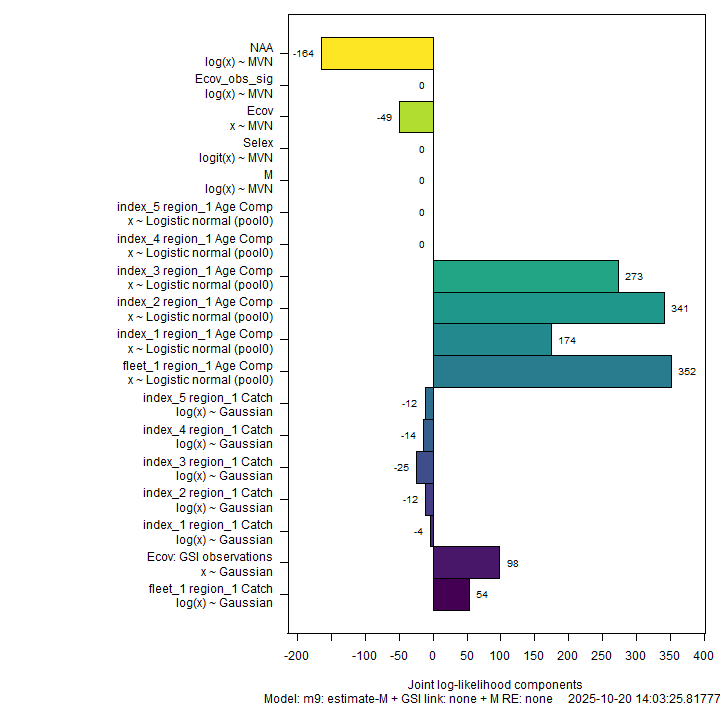 NAA
log(x) ~ MVN
-164
Ecov_obs_sig
log(x) ~ MVN
0
Ecov
x ~ MVN
-49
Selex
logit(x) ~ MVN
0
M
log(x) ~ MVN
0
index_5 region_1 Age Comp
x ~ Logistic normal (pool0)
0
index_4 region_1 Age Comp
x ~ Logistic normal (pool0)
0
index_3 region_1 Age Comp
x ~ Logistic normal (pool0)
273
index_2 region_1 Age Comp
x ~ Logistic normal (pool0)
341
index_1 region_1 Age Comp
x ~ Logistic normal (pool0)
174
fleet_1 region_1 Age Comp
x ~ Logistic normal (pool0)
352
index_5 region_1 Catch
log(x) ~ Gaussian
-12
index_4 region_1 Catch
log(x) ~ Gaussian
-14
index_3 region_1 Catch
log(x) ~ Gaussian
-25
index_2 region_1 Catch
log(x) ~ Gaussian
-12
index_1 region_1 Catch
log(x) ~ Gaussian
-4
Ecov: GSI observations
x ~ Gaussian
98
fleet_1 region_1 Catch
log(x) ~ Gaussian
54
-200 -100 -50 0 50 100 150 200 250 300 350 400
Joint log-likelihood components
Model: m9: estimate-M + GSI link: none + M RE: none 2025-10-20 14:03:25.81777